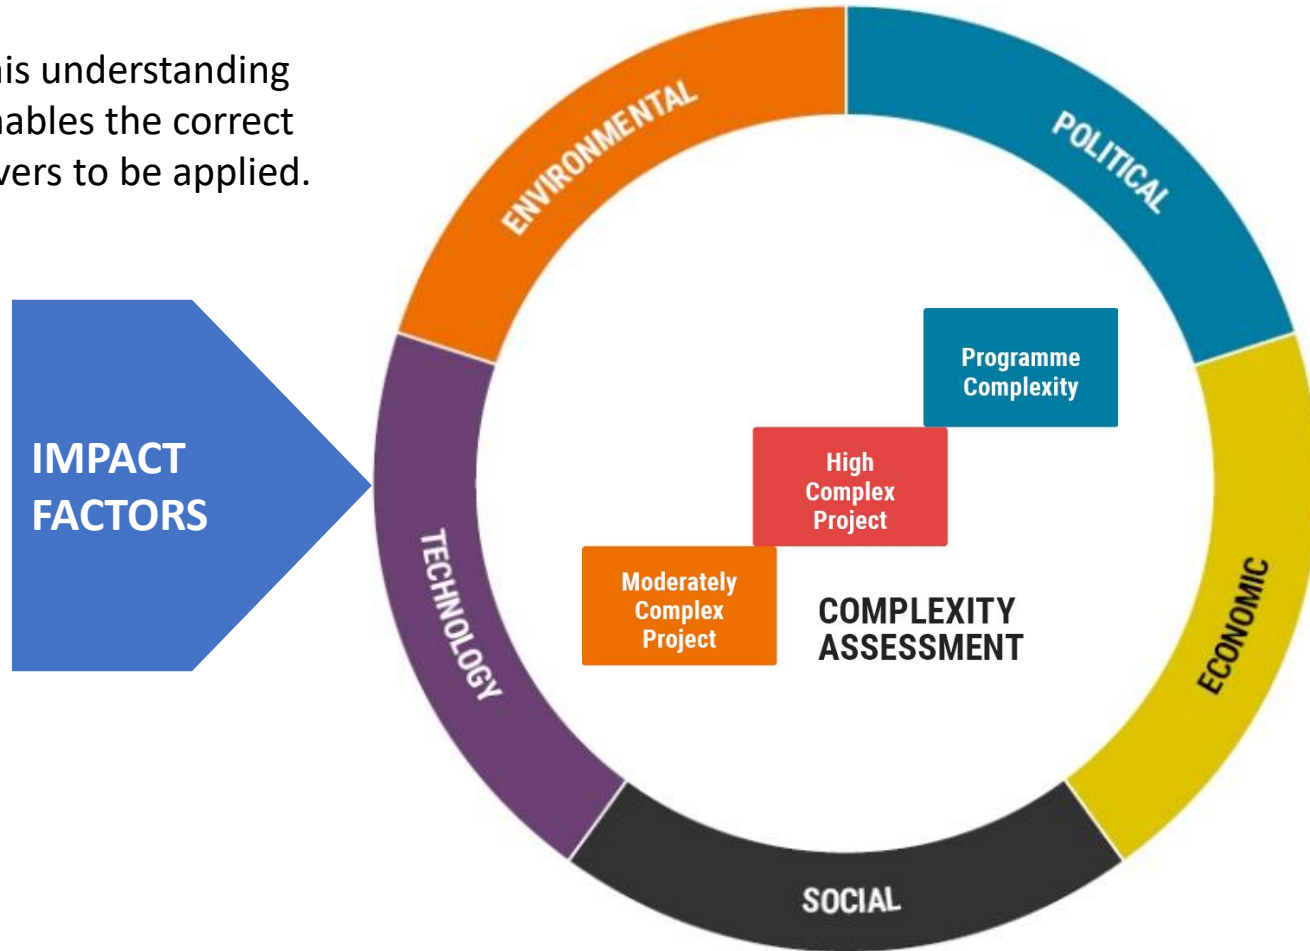 his understanding
ables the correct
vers to be applied.
ENVIRONMENTAL
POLITICAL
Programme
Complexity
IMPACT
FACTORS
High
Complex
Project
TECHNOLOGY
ECONOMIC
Moderately
Complex
Project
COMPLEXITY
ASSESSMENT
SOCIAL